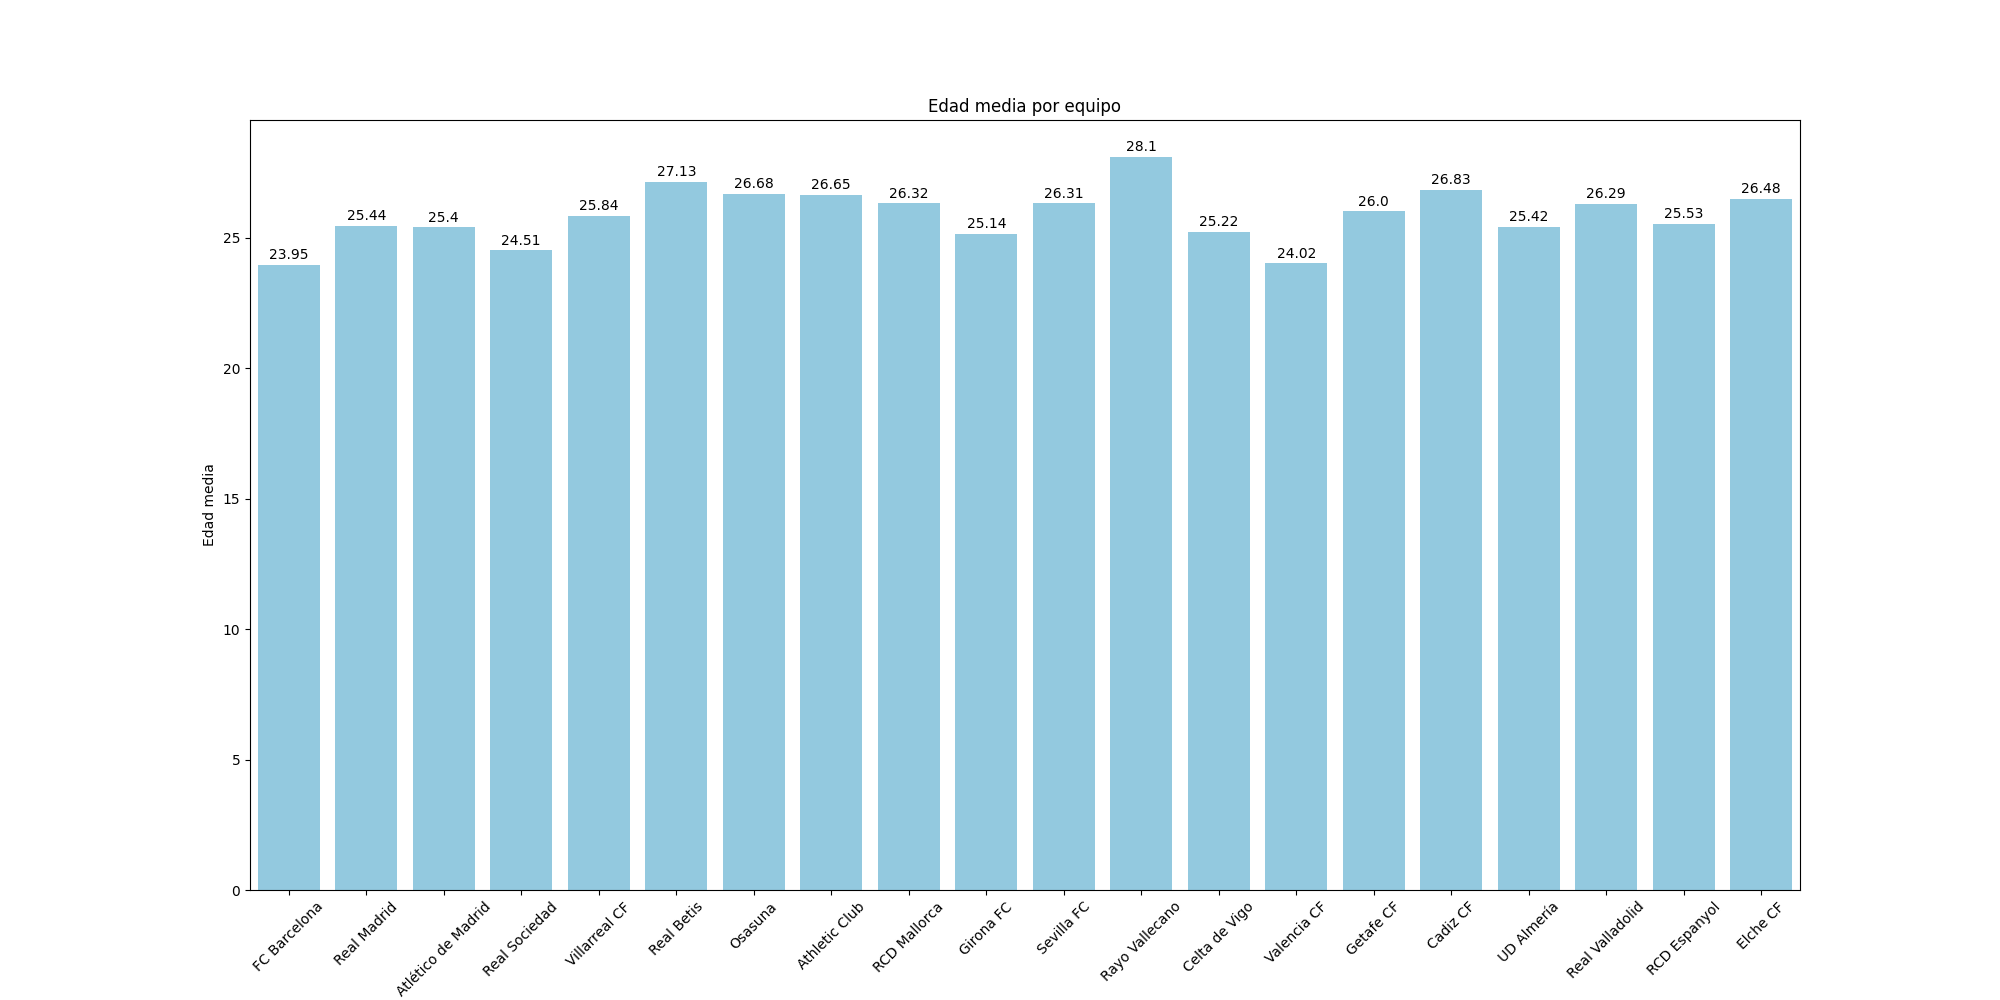 Edad media por equipo
28.1
27.13
26.83
26.68
26.65
26.48
26.32
26.31
26.29
26.0
25.84
25.53
25.44
25.4
25.42
25.22
25.14
24.51
24.02
23.95
Edad media
25
20
15
10
5
0
FC Barcelona
Real Madrid
Atlético de Madrid
Real Sociedad
Villarreal CF
Real Betis
Osasuna
Athletic Club
RCD Mallorca
Girona FC
Sevilla FC
Rayo Vallecano
Celta de Vigo
Valencia CF
Getafe CF
Cadiz CF
UD Almería
Real Valladolid
RCD Espanyol
Elche CF